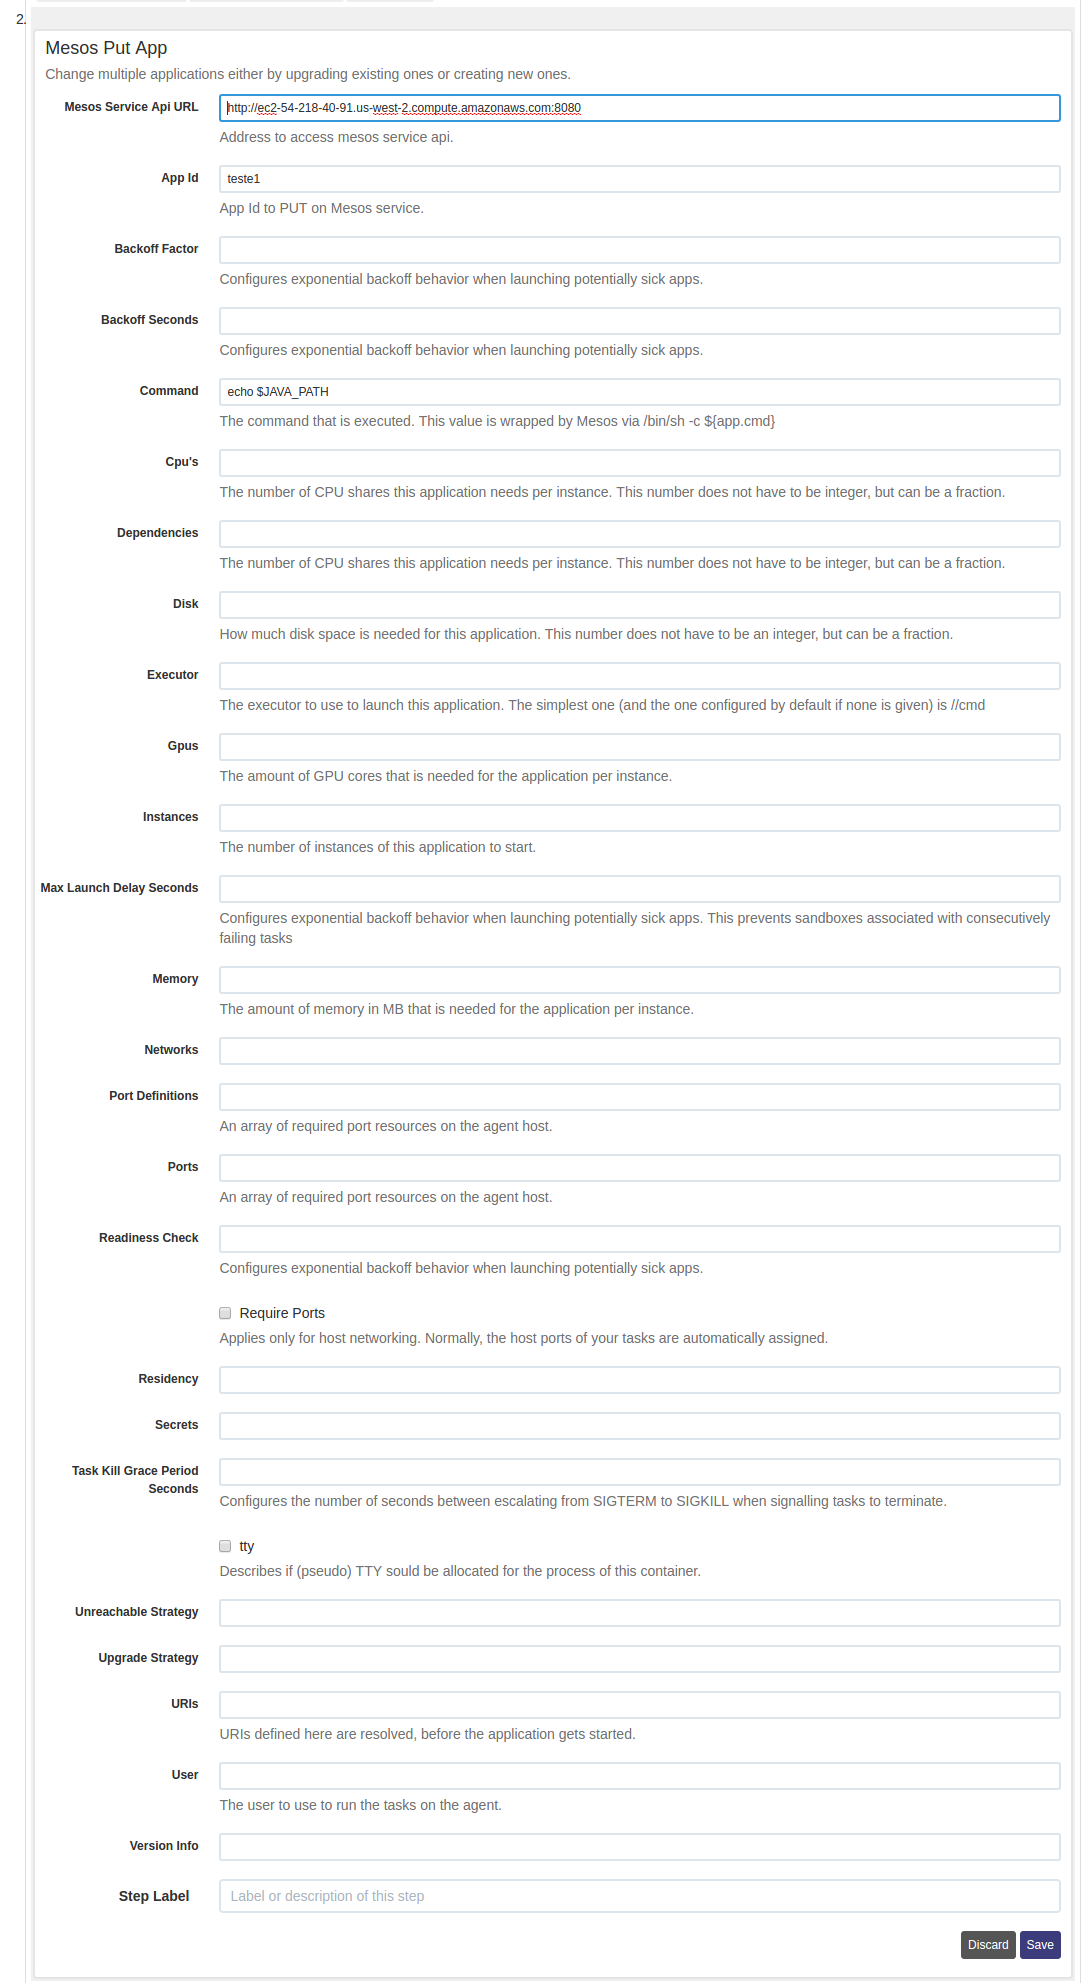 2.
Mesos Put App
Change multiple applications either by upgrading existing ones or creating new ones.
Mesos Service Api URL
http://ec2-54-218-40-91.us-west-2.compute.amazonaws.com:8080
Address to access mesos service api.
App Id
teste1
App Id to PUT on Mesos service.
Backoff Factor
Configures exponential backoff behavior when launching potentially sick apps.
Backoff Seconds
Configures exponential backoff behavior when launching potentially sick apps.
Command
echo $JAVA_PATH
The command that is executed. This value is wrapped by Mesos via /bin/sh -c ${app.cmd}
Cpu's
The number of CPU shares this application needs per instance. This number does not have to be integer, but can be a fraction.
Dependencies
The number of CPU shares this application needs per instance. This number does not have to be integer, but can be a fraction.
Disk
How much disk space is needed for this application. This number does not have to be an integer, but can be a fraction.
Executor
The executor to use to launch this application. The simplest one (and the one configured by default if none is given) is //cmd
Gpus
The amount of GPU cores that is needed for the application per instance.
Instances
The number of instances of this application to start.
Max Launch Delay Seconds
Configures exponential backoff behavior when launching potentially sick apps. This prevents sandboxes associated with consecutively
failing tasks
Memory
The amount of memory in MB that is needed for the application per instance.
Networks
Port Definitions
An array of required port resources on the agent host.
Ports
An array of required port resources on the agent host.
Readiness Check
Configures exponential backoff behavior when launching potentially sick apps.
Require Ports
Applies only for host networking. Normally, the host ports of your tasks are automatically assigned.
Residency
Secrets
Task Kill Grace Period
Seconds
Configures the number of seconds between escalating from SIGTERM to SIGKILL when signalling tasks to terminate.
tty
Describes if (pseudo) TTY sould be allocated for the process of this container.
Unreachable Strategy
Upgrade Strategy
URIs
URIs defined here are resolved, before the application gets started.
User
The user to use to run the tasks on the agent.
Version Info
Step Label
Label or description of this step
Discard Save